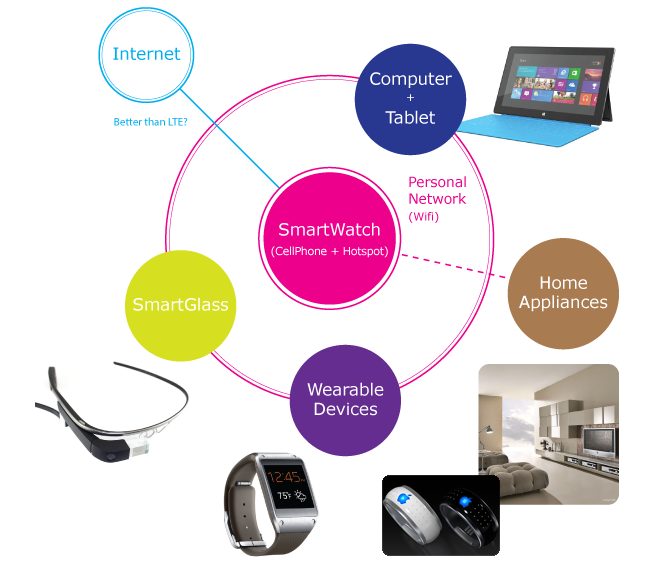 Internet
Better than LTE?
Computer
+
Tablet
Personal
Network
(Wifi)
SmartWatch
(CellPhone + Hotspot)
SmartGlass
Home
Appliances
Wearable
Devices
12:45
75°F